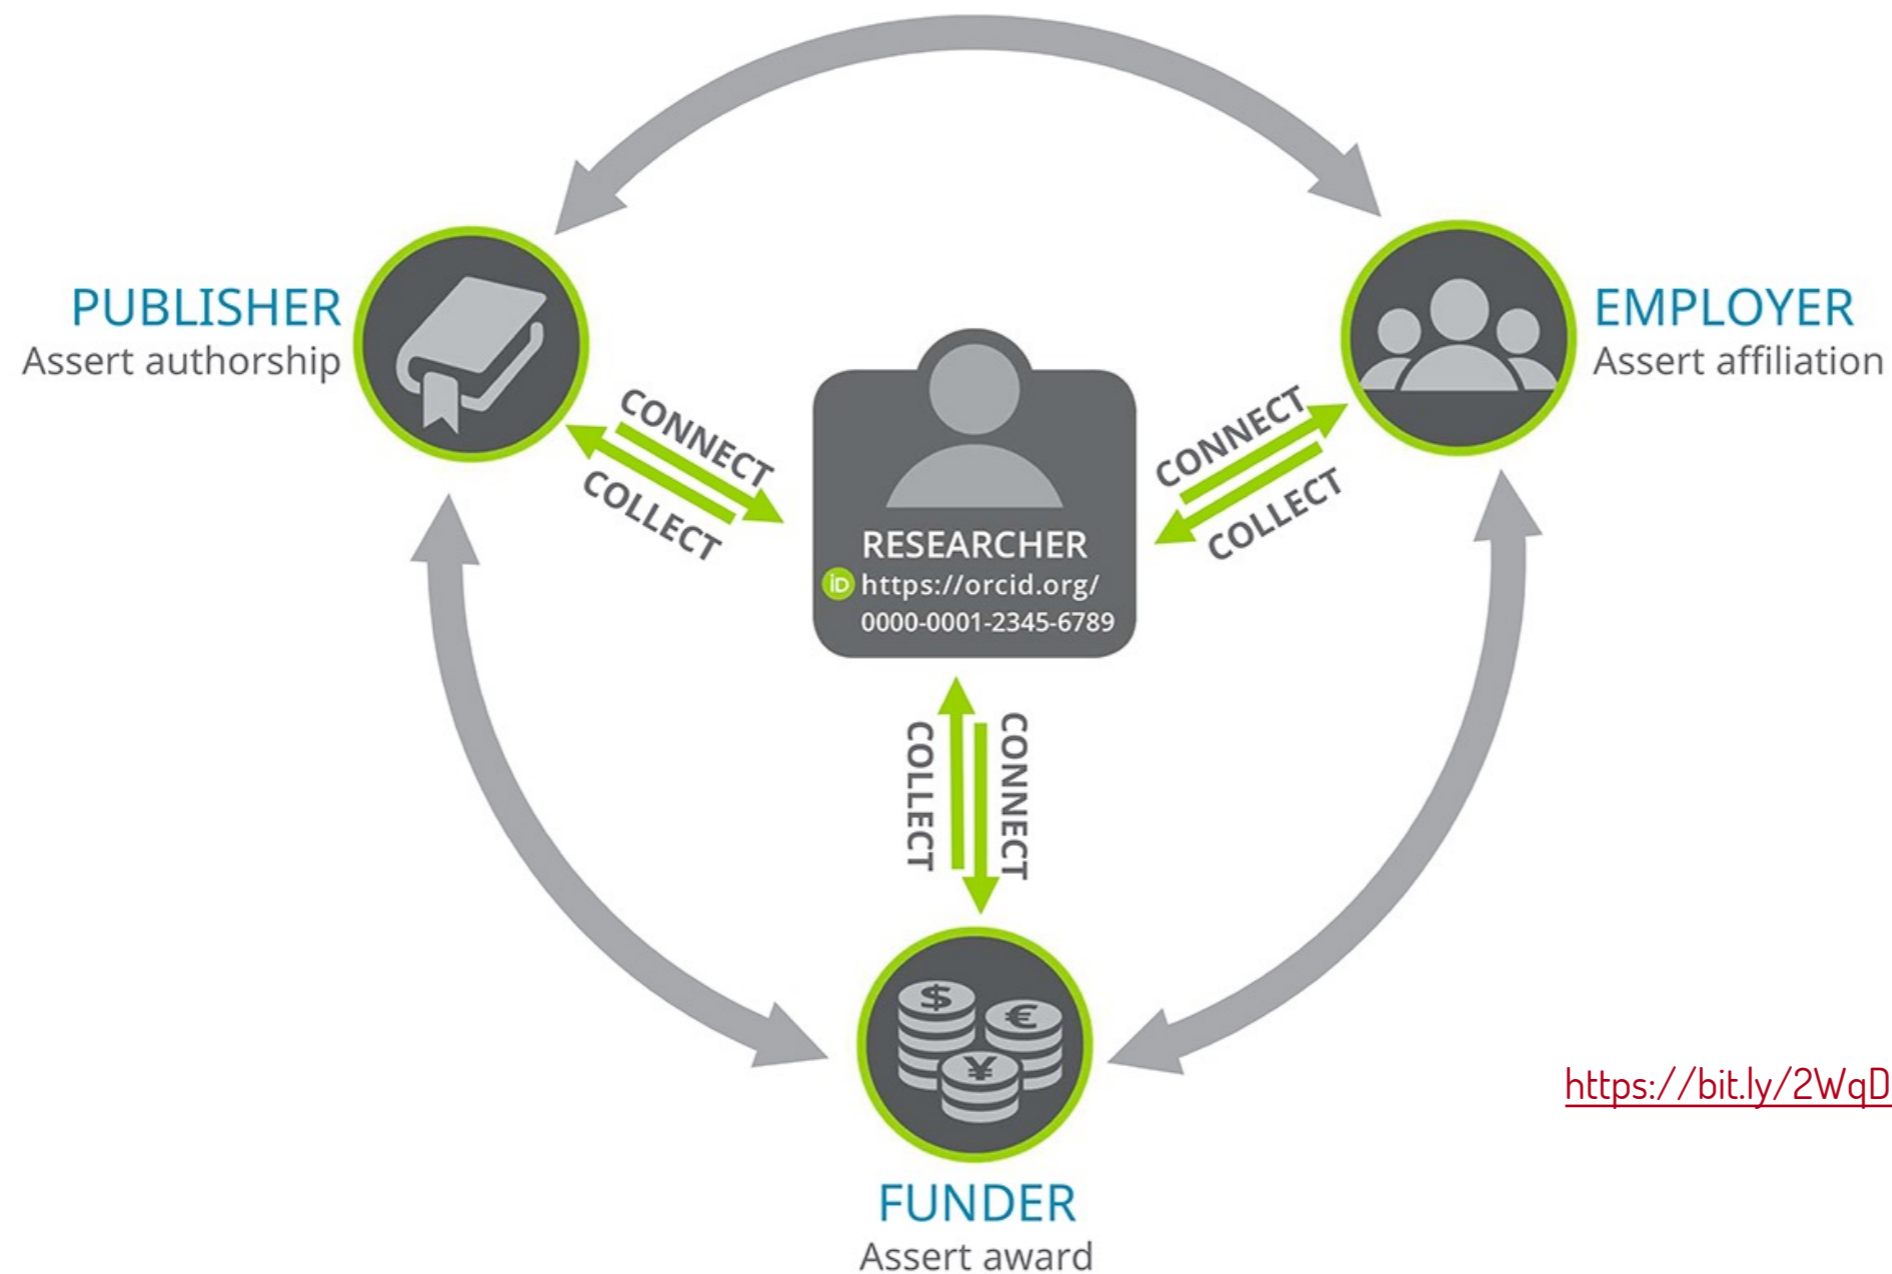 PUBLISHER
Assert authorship
EMPLOYER
Assert affiliation
CONNECT
COLLECT
CONNECT
COLLECT
RESEARCHER
iD https://orcid.org/
0000-0001-2345-6789
COLLECT
CONNECT
$
€
¥
https://bit.ly/2WqD
FUNDER
Assert award